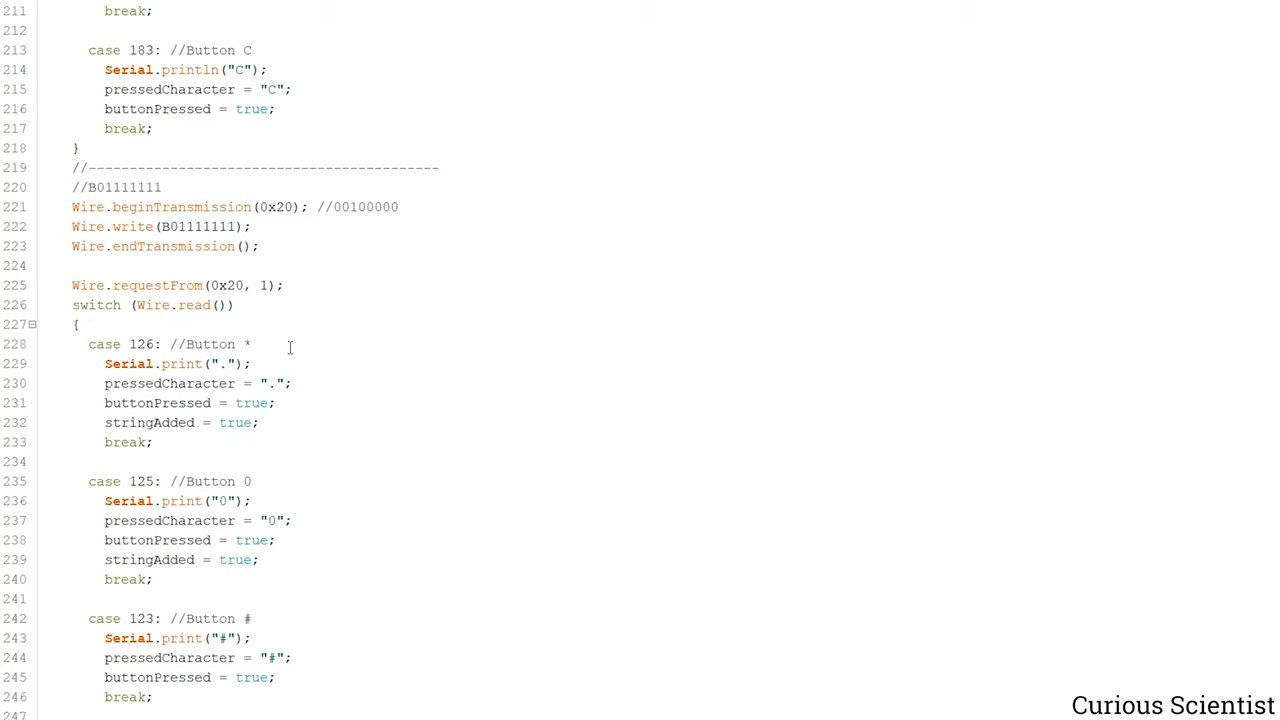 211 break;
212
213 case 183: //Button C
214 Serial.println("C");
215 pressedCharacter = "C";
216 buttonPressed = true;
217 break;
218 }
219 //-------------------------------------------
220 //B01111111
221 Wire.beginTransmission(0x20); //00100000
222 Wire.write(B01111111);
223 Wire.endTransmission();
224
225 Wire.requestFrom(0x20, 1);
226 switch (Wire.read())
227 {
228 case 126: //Button *
229 Serial.print(".");
230 pressedCharacter = ".";
231 buttonPressed = true;
232 stringAdded = true;
233 break;
234
235 case 125: //Button 0
236 Serial.print("0");
237 pressedCharacter = "0";
238 buttonPressed = true;
239 stringAdded = true;
240 break;
241
242 case 123: //Button #
243 Serial.print("#");
244 pressedCharacter = "#";
245 buttonPressed = true;
246 break;
247
Curious Scientist